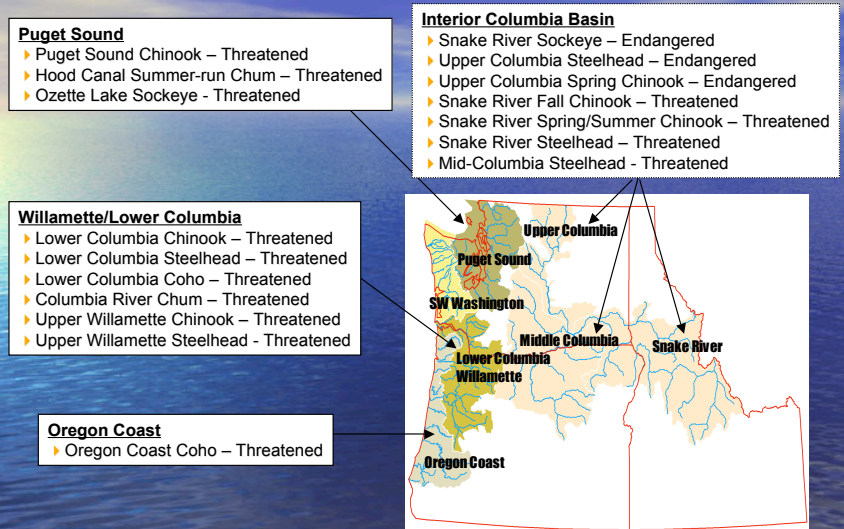 Puget Sound
Puget Sound Chinook – Threatened
Hood Canal Summer-run Chum – Threatened
Ozette Lake Sockeye - Threatened
Interior Columbia Basin
Snake River Sockeye – Endangered
Upper Columbia Steelhead – Endangered
Upper Columbia Spring Chinook – Endangered
Snake River Fall Chinook – Threatened
Snake River Spring/Summer Chinook – Threatened
Snake River Steelhead – Threatened
Mid-Columbia Steelhead - Threatened
Willamette/Lower Columbia
Lower Columbia Chinook – Threatened
Lower Columbia Steelhead – Threatened
Lower Columbia Coho – Threatened
Columbia River Chum – Threatened
Upper Willamette Chinook – Threatened
Upper Willamette Steelhead - Threatened
Oregon Coast
Oregon Coast Coho – Threatened
Upper Columbia
Puget Sound
SW Washington
Middle Columbia
Snake River
Lower Columbia
Willamette
Oregon Coast